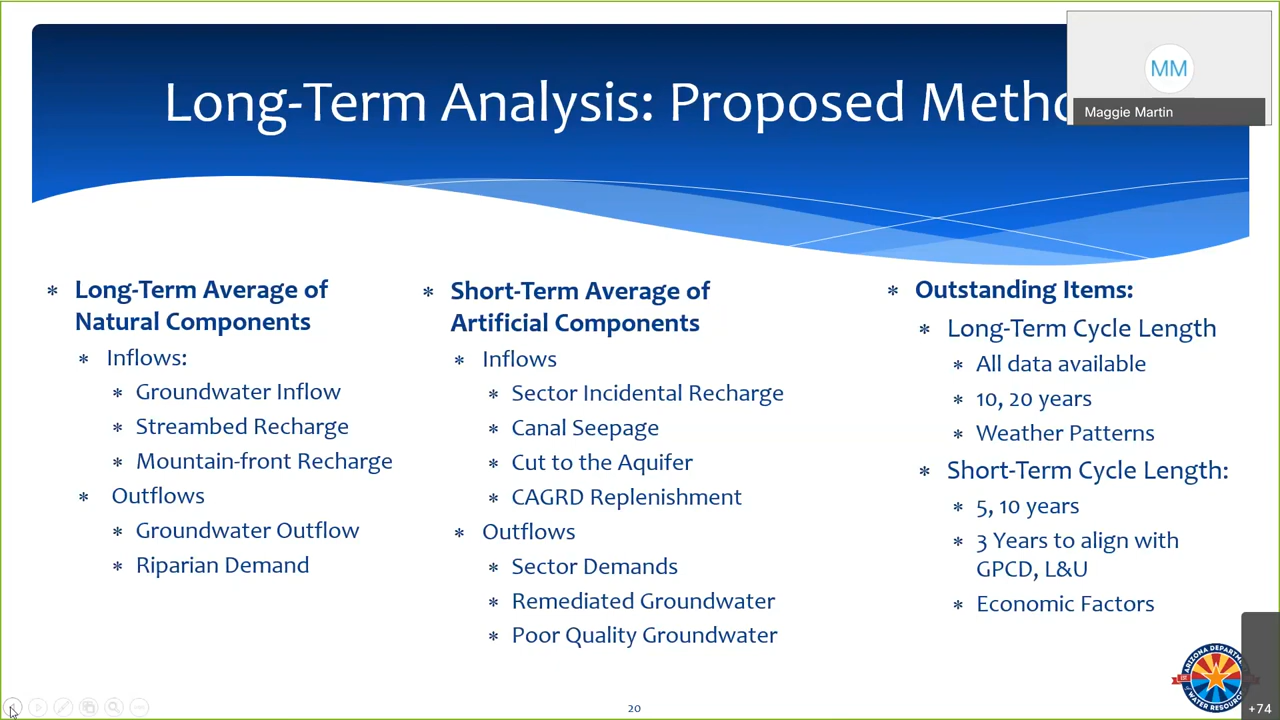 Long-Term Analysis: Proposed Metho
MM
Maggie Martin
* Long-Term Average of
Natural Components
* Inflows:
* Groundwater Inflow
* Streambed Recharge
* Mountain-front Recharge
* Outflows
* Groundwater Outflow
* Riparian Demand
* Short-Term Average of
Artificial Components
* Inflows
* Sector Incidental Recharge
* Canal Seepage
* Cut to the Aquifer
* CAGRD Replenishment
* Outflows
* Sector Demands
* Remediated Groundwater
* Poor Quality Groundwater
* Outstanding Items:
* Long-Term Cycle Length
* All data available
* 10, 20 years
* Weather Patterns
* Short-Term Cycle Length:
* 5, 10 years
* 3 Years to align with
GPCD, L&U
* Economic Factors
ARIZONA DEPARTM
WATER RESOURC
20
+74